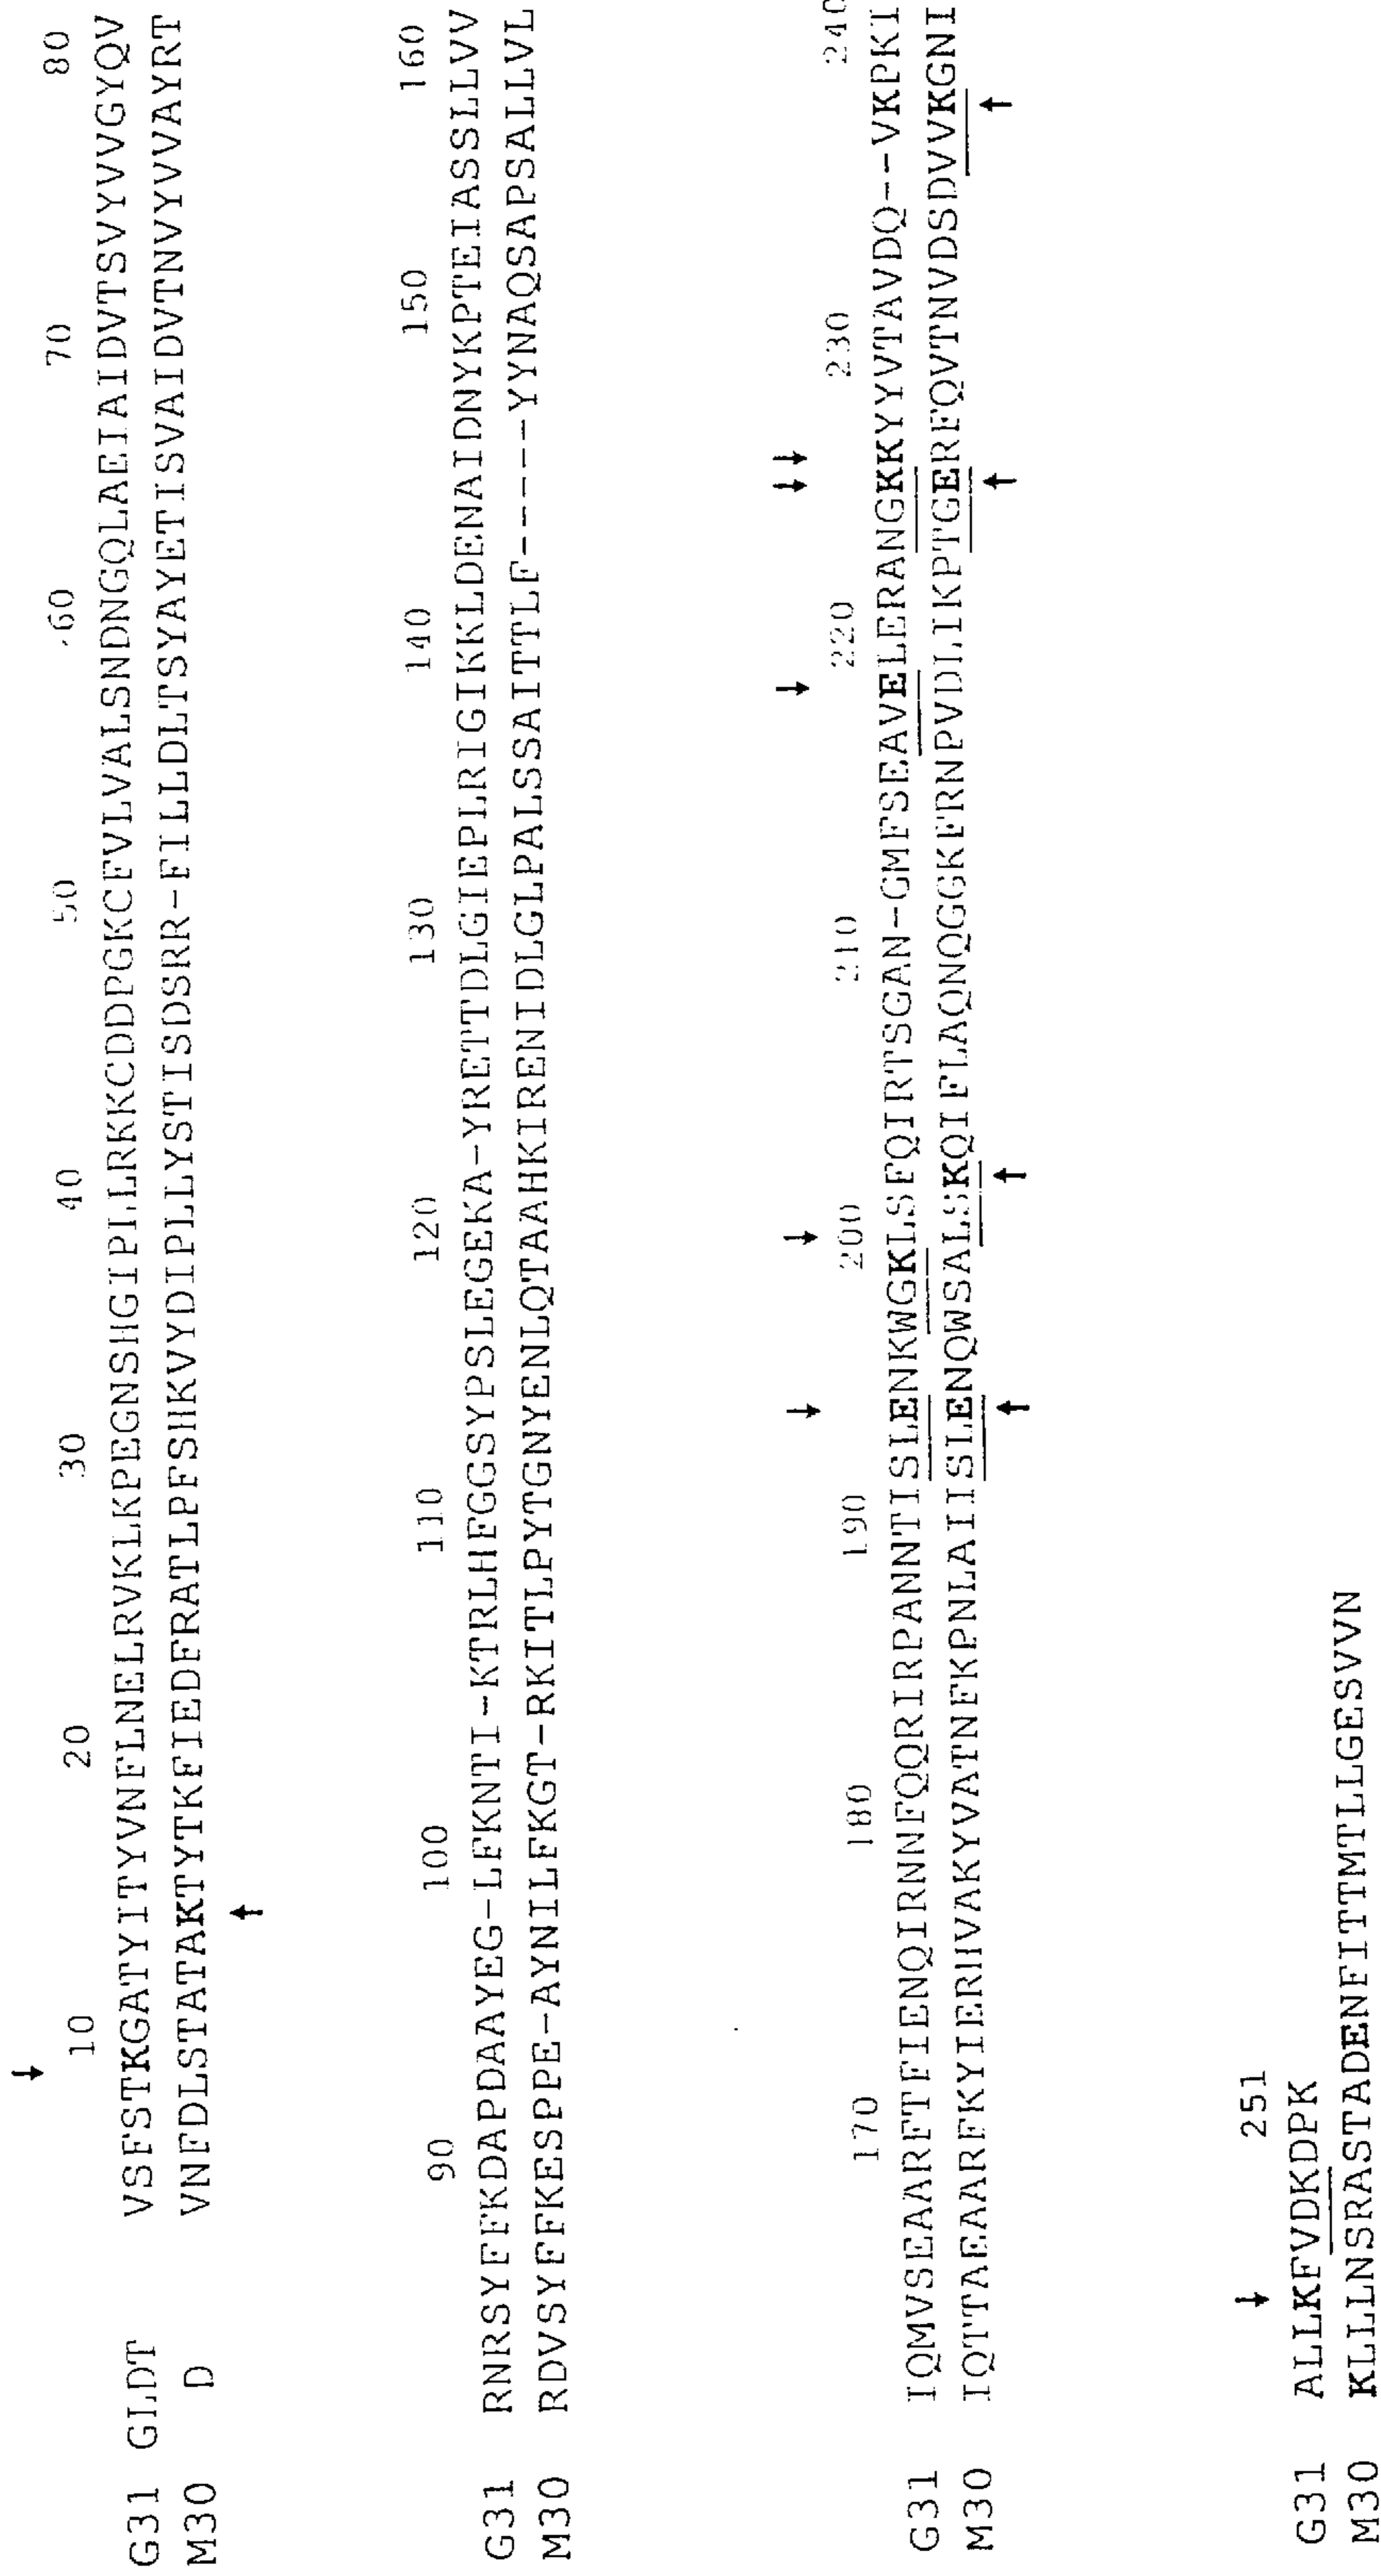 10 20 30 40 50 60 70 80
G31 GLDT VSFSTKGATYITYVNFLNELRVKLKPEGNSHGIPLLRKKCDDPGKCFVLVALSNDNGQLAEIAIDVTSVYVVGYQV
M30 D VNFDLSTATAKTYTKFIEDFRATLPFSHKVYDIPLLYSTISDSRR-FILLDLTSYAYETISVAIDVTNVYVVAYRT
90 100 110 120 130 140 150 160
G31 RNRSYFFKDAPDAAYEG-LFKNTI-KTRLHFGGSYPSLEGEKA-YRETTDLGIEPLRIGIKKLDENAIDNYKPTEIASSLLVV
M30 RDVSYFFKESPPE-AYNILFKGT-RKITLPYTGNYENLQTAAHKIRENIDLGLPALSSAITTLF-----YYNAQSAPSALLVL
170 180 190 200 210 220 230 240
G31 IQMVSEAARFTFIENQIRNNFQQRIRPANNTISLENKWGKLSFQIRTSGAN-GMFSEAVELERANGKKYYVTAVDQ--VKPKI
M30 IQTTAEAARFKYIERHVAKYVATNFKPNLAIISLENQWSALSKQIFLAQNQGGKFRNPVDLIKPTGERFQVTNVDSDVVKGNI
251
G31 ALLKFVDKDPK
M30 KLLLNSRASTADENFITTMTLLGESVVN